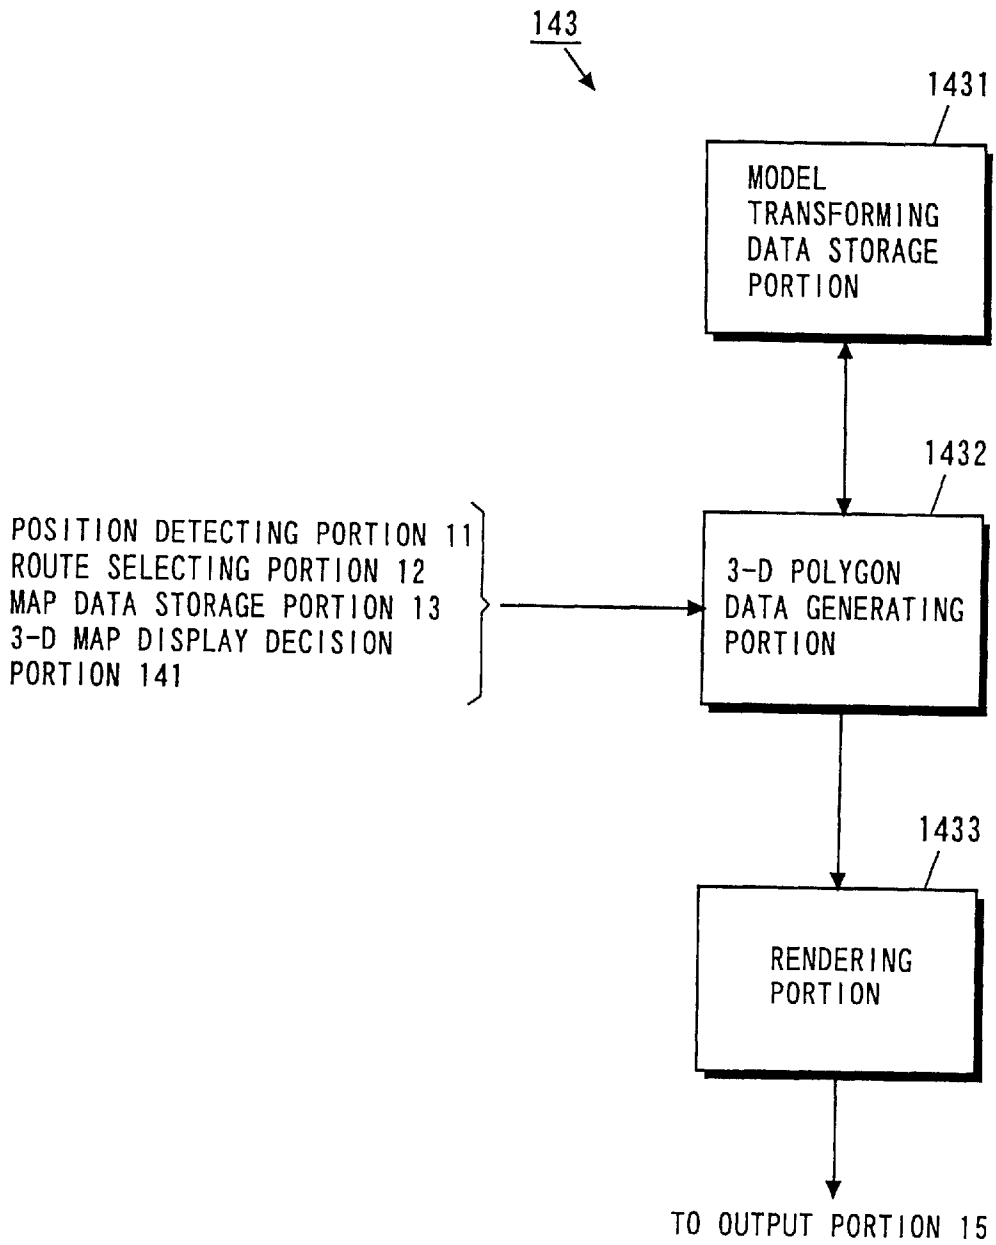 143
1431
MODEL
TRANSFORMING
DATA STORAGE
PORTION
1432
POSITION DETECTING PORTION 11
ROUTE SELECTING PORTION 12
MAP DATA STORAGE PORTION 13
3-D MAP DISPLAY DECISION
PORTION 141
3-D POLYGON
DATA GENERATING
PORTION
1433
RENDERING
PORTION
TO OUTPUT PORTION 15